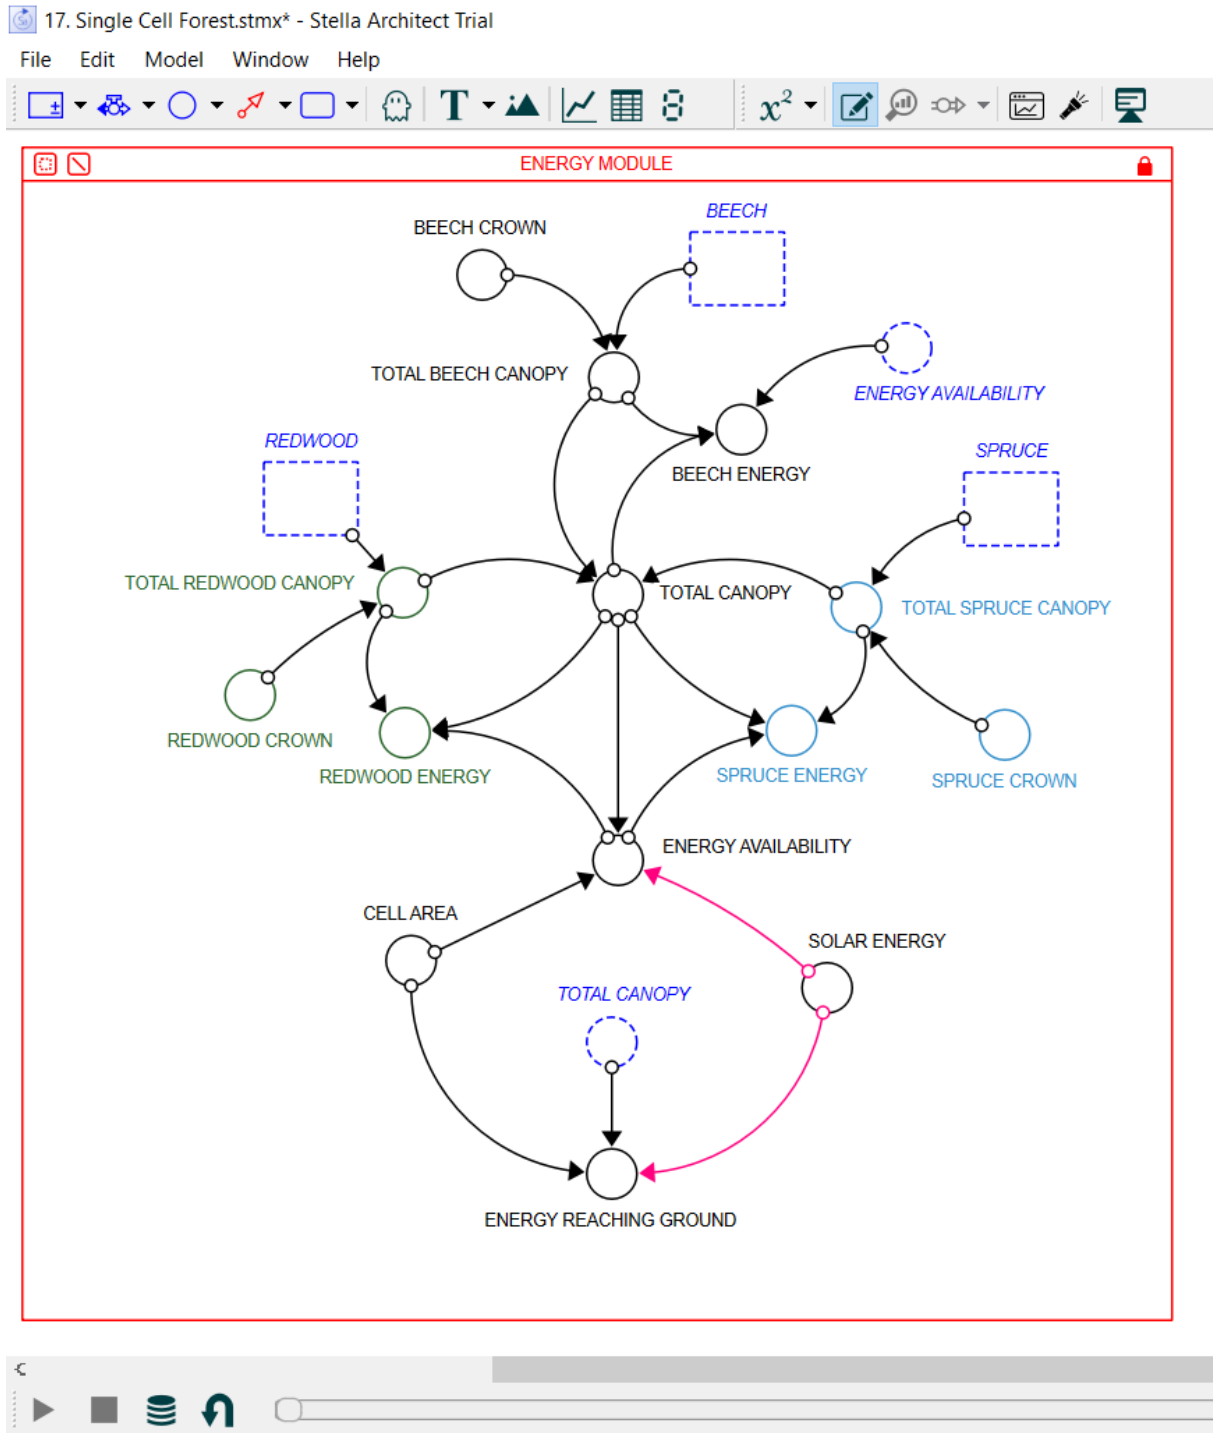 17. Single Cell Forest.stmx* - Stella Architect Trial
File Edit Model Window Help
T x²
ENERGY MODULE
BEECH
BEECH CROWN
TOTAL BEECH CANOPY
ENERGY AVAILABILITY
REDWOOD
SPRUCE
BEECH ENERGY
TOTAL REDWOOD CANOPY
TOTAL CANOPY
TOTAL SPRUCE CANOPY
REDWOOD CROWN
REDWOOD ENERGY
SPRUCE ENERGY
SPRUCE CROWN
ENERGY AVAILABILITY
CELL AREA
SOLAR ENERGY
TOTAL CANOPY
ENERGY REACHING GROUND